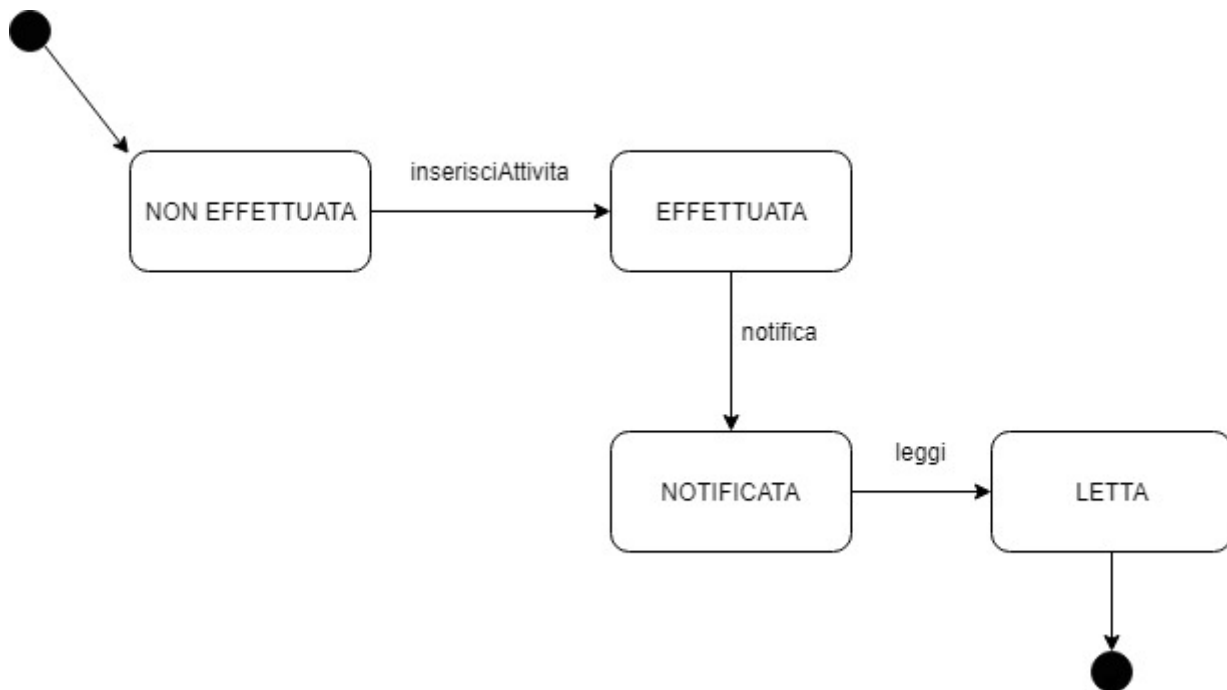 inserisciAttivita
NON EFFETTUATA
EFFETTUATA
notifica
leggi
NOTIFICATA
LETTA